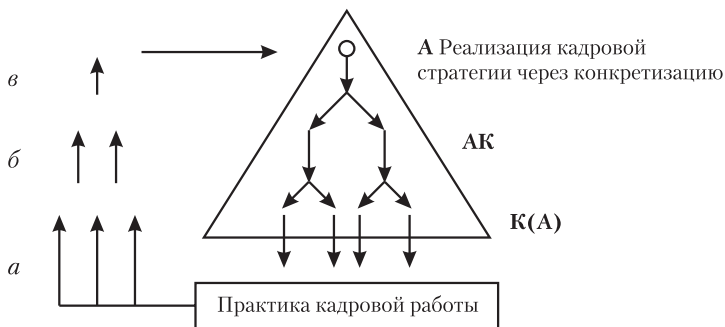 в
А Реализация кадровой
стратегии через конкретизацию
б
АК
К(А)
а
Практика кадровой работы